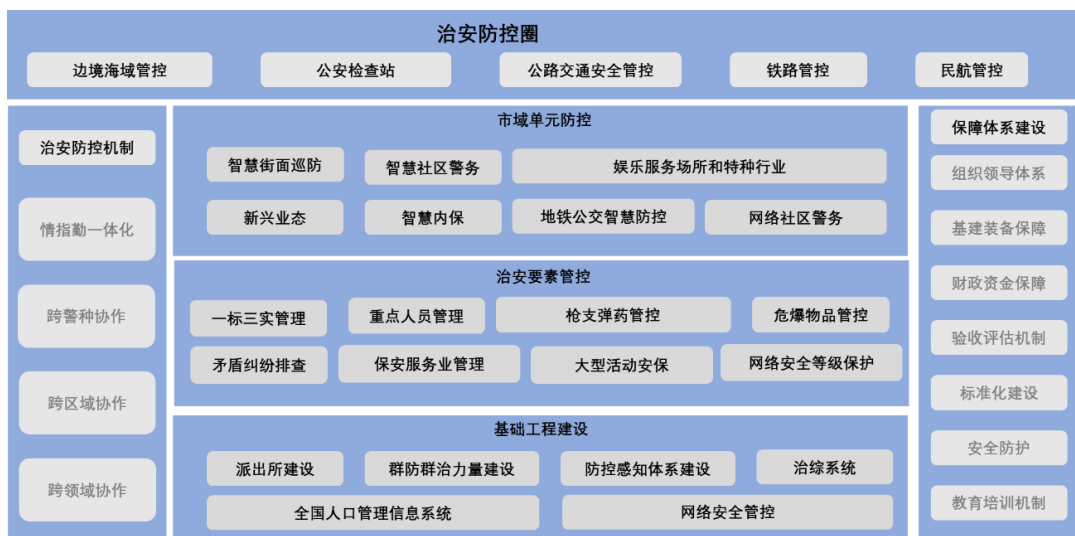 治安防控圈
边境海域管控
公安检查站
公路交通安全管控
铁路管控
民航管控
治安防控机制
情指勤一体化
跨警种协作
跨区域协作
跨领域协作
市域单元防控
智慧街面巡防
智慧社区警务
娱乐服务场所和特种行业
新兴业态
智慧内保
地铁公交智慧防控
网络社区警务
治安要素管控
一标三实管理
重点人员管理
枪支弹药管控
危爆物品管控
矛盾纠纷排查
保安服务业管理
大型活动安保
网络安全等级保护
基础工程建设
派出所建设
群防群治力量建设
防控感知体系建设
治综系统
全国人口管理信息系统
网络安全管控
保障体系建设
组织领导体系
基建装备保障
财政资金保障
验收评估机制
标准化建设
安全防护
教育培训机制